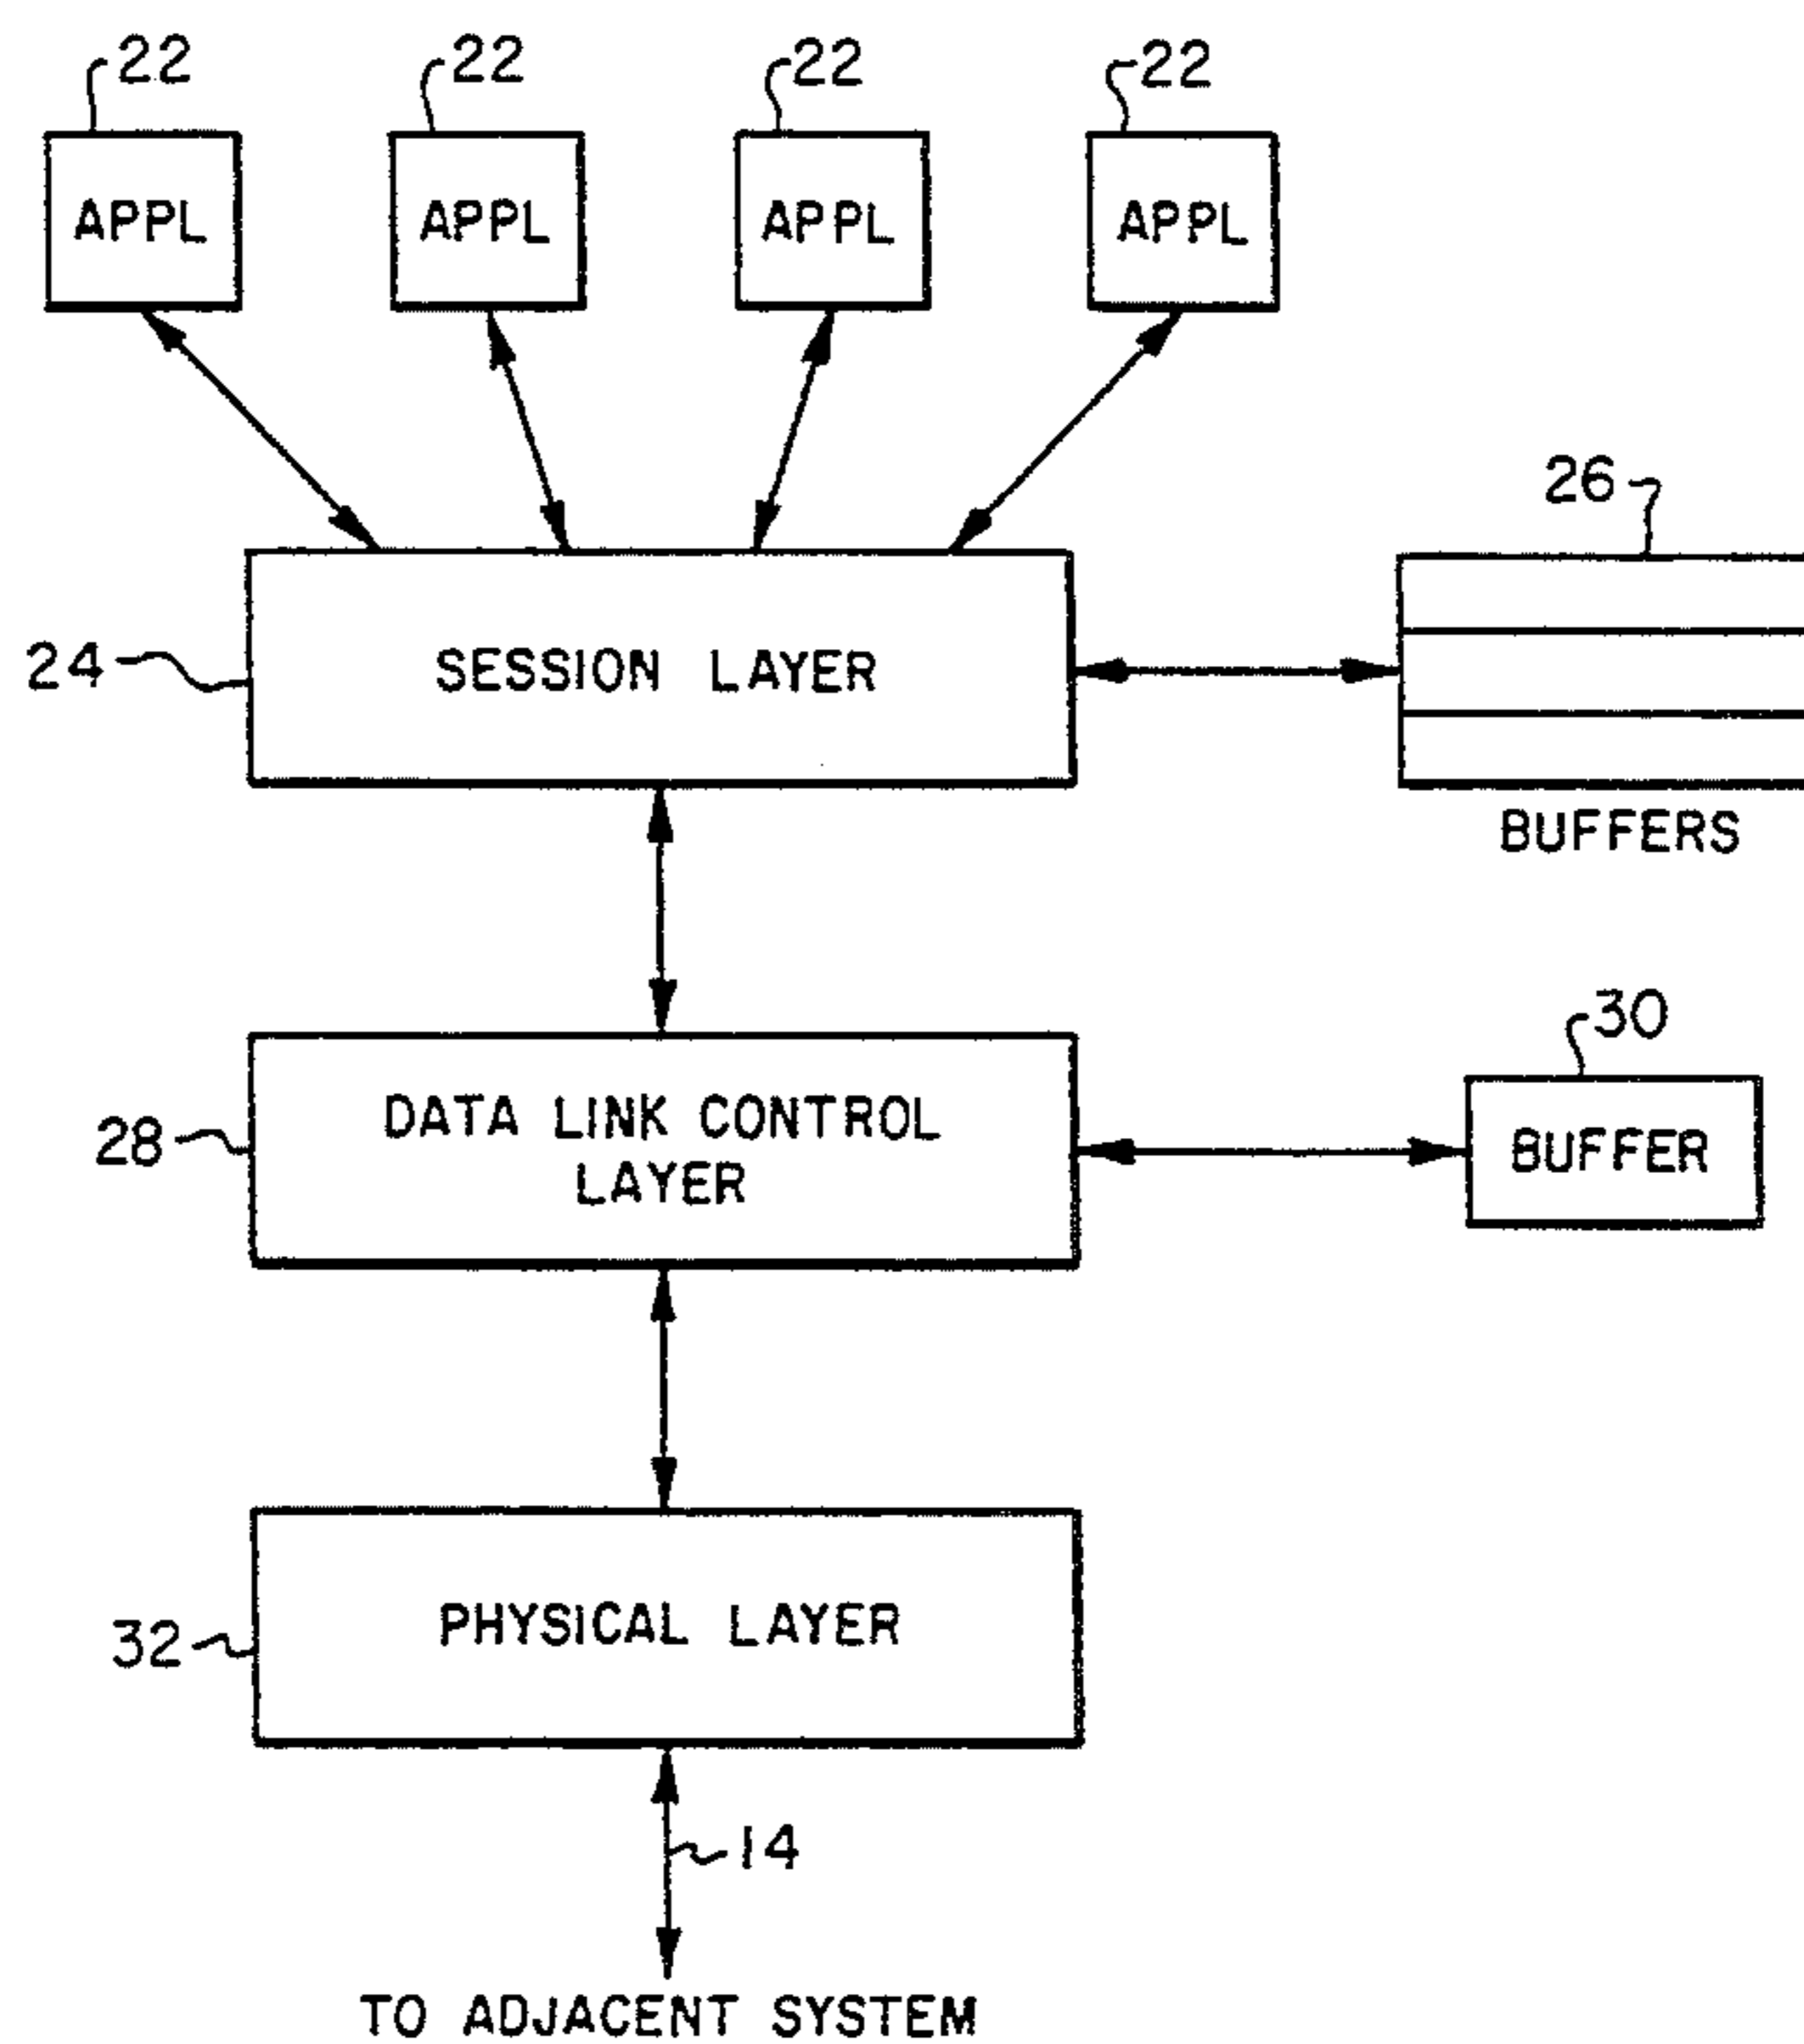 22 22 22 22
APPL APPL APPL APPL
26
24 SESSION LAYER
BUFFERS
30
28 DATA LINK CONTROL
LAYER
BUFFER
32 PHYSICAL LAYER
14
TO ADJACENT SYSTEM